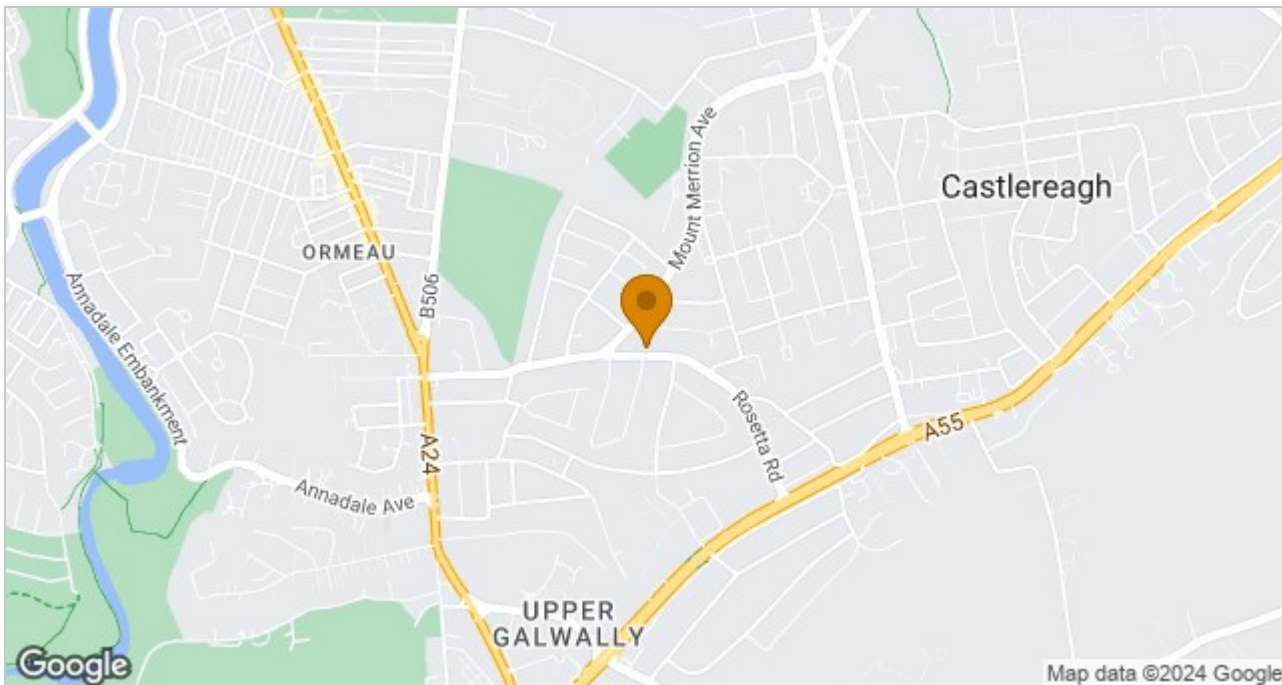 Mount Merrion Ave
Castlereagh
ORMEAU
B506
Annadale Embankment
Rosetta Rd
A55
A24
Annadale Ave
UPPER
GALWALLY
Google
Map data ©2024 Google